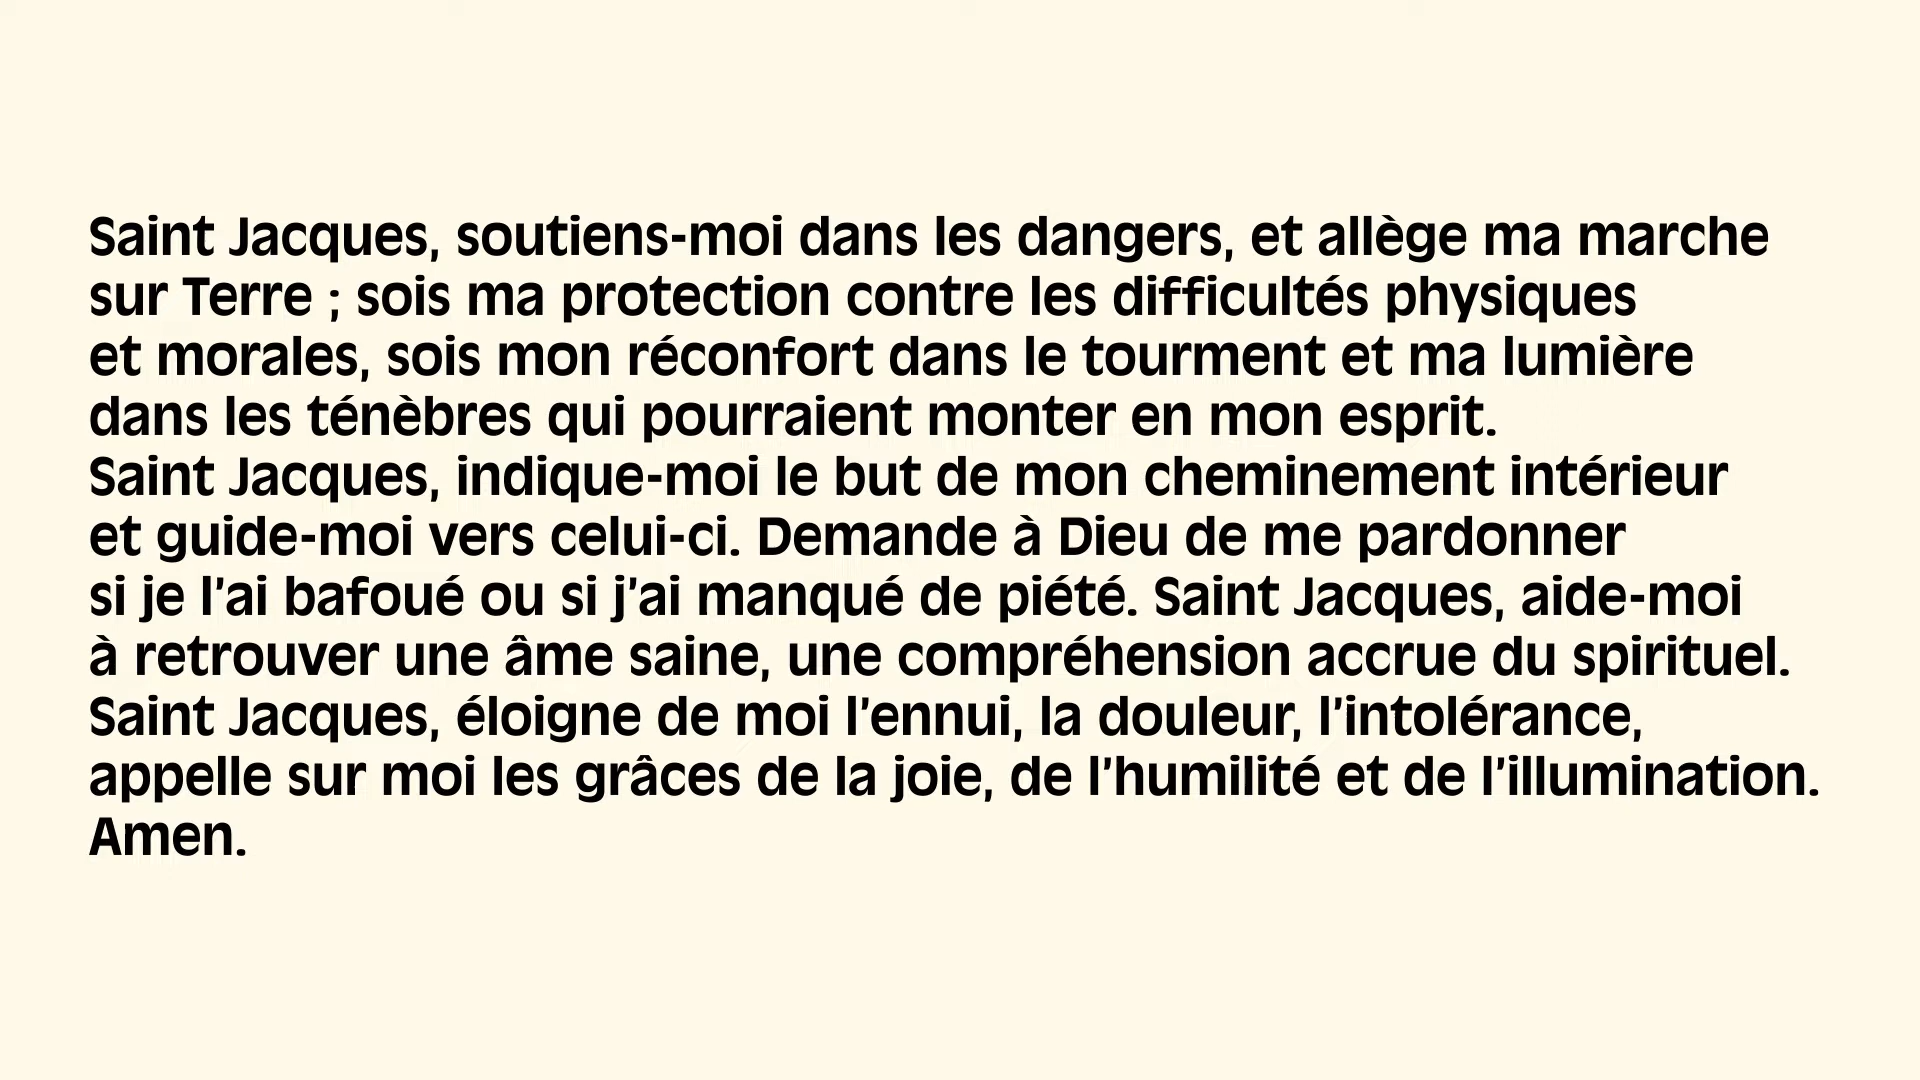 Saint Jacques, soutiens-moi dans les dangers, et allège ma marche
sur Terre ; sois ma protection contre les difficultés physiques
et morales, sois mon réconfort dans le tourment et ma lumière
dans les ténèbres qui pourraient monter en mon esprit.
Saint Jacques, indique-moi le but de mon cheminement intérieur
et guide-moi vers celui-ci. Demande à Dieu de me pardonner
si je l’ai bafoué ou si j’ai manqué de piété. Saint Jacques, aide-moi
à retrouver une âme saine, une compréhension accrue du spirituel.
Saint Jacques, éloigne de moi l’ennui, la douleur, l’intolérance,
appelle sur moi les grâces de la joie, de l’humilité et de l’illumination.
Amen.